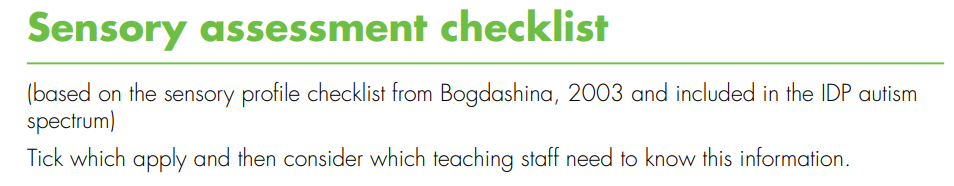 Sensory assessment checklist
(based on the sensory profile checklist from Bogdashina, 2003 and included in the IDP autism
spectrum)
Tick which apply and then consider which teaching staff need to know this information.